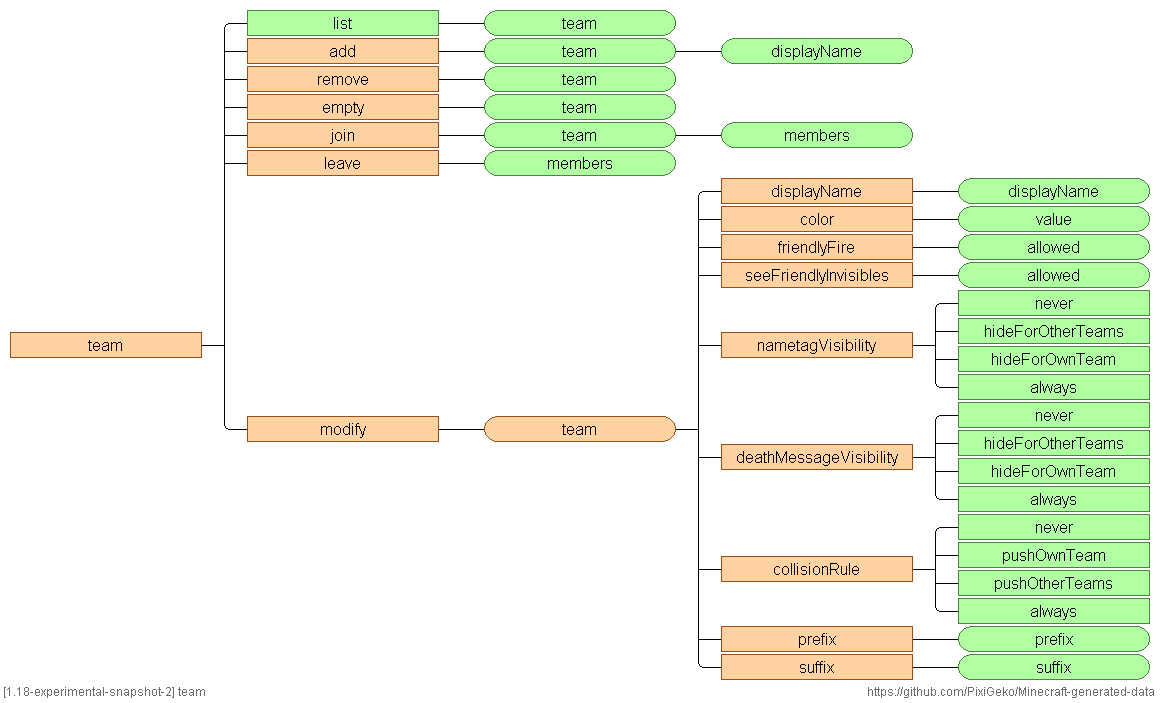 list team
add team displayName
remove team
empty team
join team members
leave members
displayName displayName
color value
friendlyFire allowed
seeFriendlyInvisibles allowed
never
hideForOtherTeams
team nametagVisibility
hideForOwnTeam
always
never
modify team
hideForOtherTeams
deathMessageVisibility
hideForOwnTeam
always
never
pushOwnTeam
collisionRule
pushOtherTeams
always
prefix prefix
suffix suffix
[1.18-experimental-snapshot-2] team
https://github.com/PixiGeko/Minecraft-generated-data